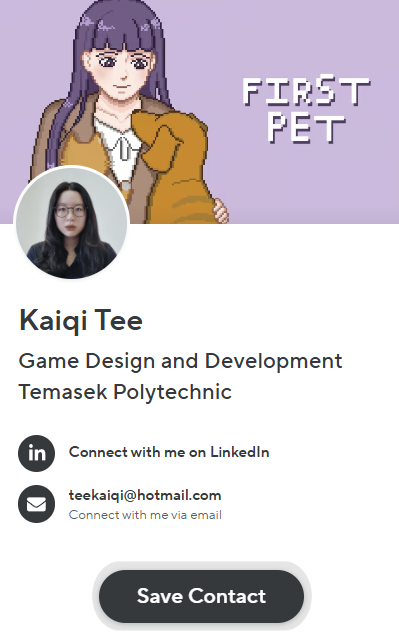 FIRST
PET
Kaiqi Tee
Game Design and Development
Temasek Polytechnic
in
Connect with me on LinkedIn
teekaiqi@hotmail.com
Connect with me via email
Save Contact